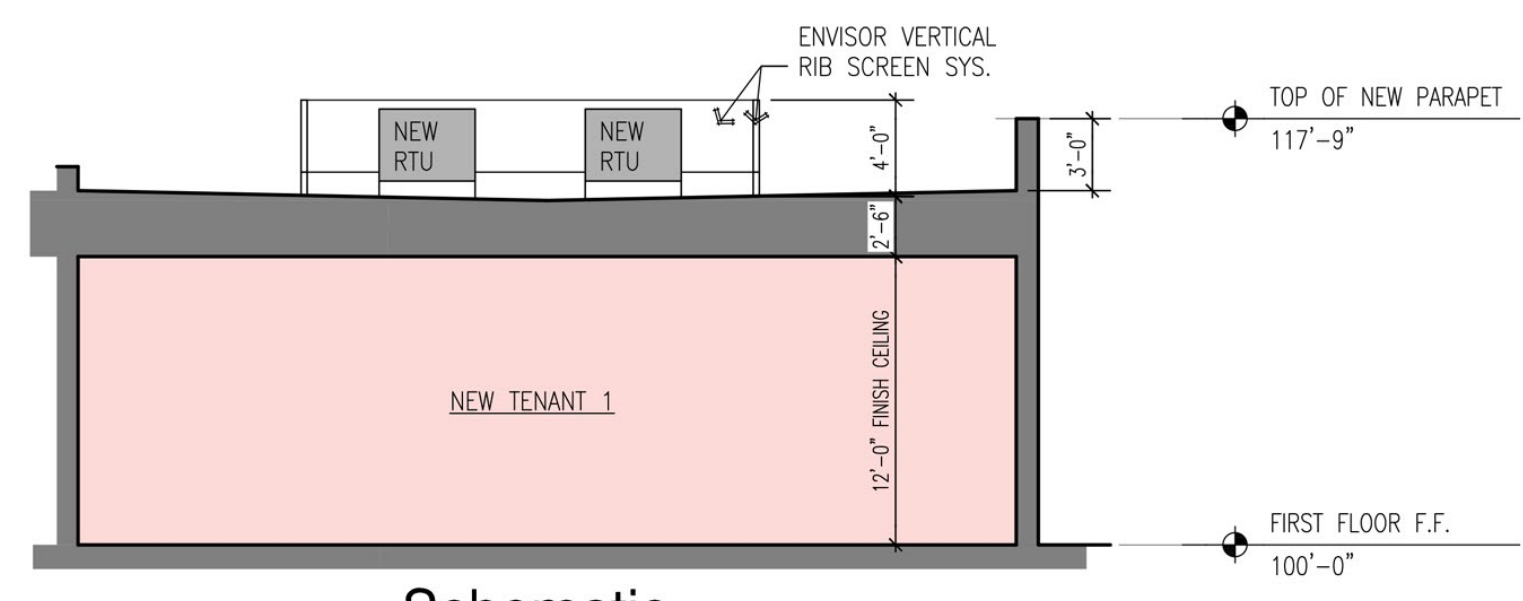 ENVISOR VERTICAL
RIB SCREEN SYS.
TOP OF NEW PARAPET
117'-9"
NEW
RTU
NEW
RTU
4'-0"
3'-0"
2'-6"
12'-0" FINISH CEILING
NEW TENANT 1
FIRST FLOOR F.F.
100'-0"
Schematic